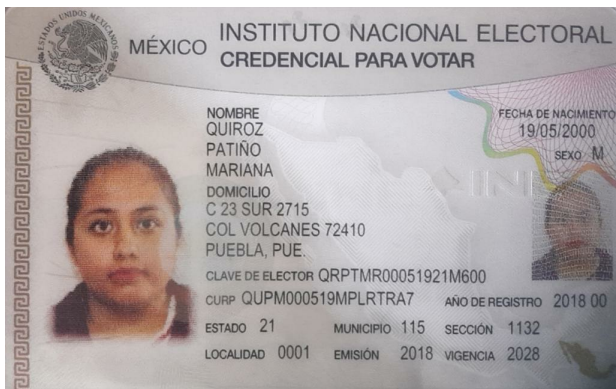 ESTADOS UNIDOS MEXICANOS
MÉXICO INSTITUTO NACIONAL ELECTORAL
CREDENCIAL PARA VOTAR
NOMBRE
QUIROZ
PATIÑO
MARIANA
FECHA DE NACIMIENTO
19/05/2000
SEXO M
DOMICILIO
C 23 SUR 2715
COL VOLCANES 72410
PUEBLA, PUE.
INE
CLAVE DE ELECTOR QRPTMR00051921M600
CURP QUPM000519MPLRTRA7 AÑO DE REGISTRO 2018 00
ESTADO 21 MUNICIPIO 115 SECCIÓN 1132
LOCALIDAD 0001 EMISIÓN 2018 VIGENCIA 2028